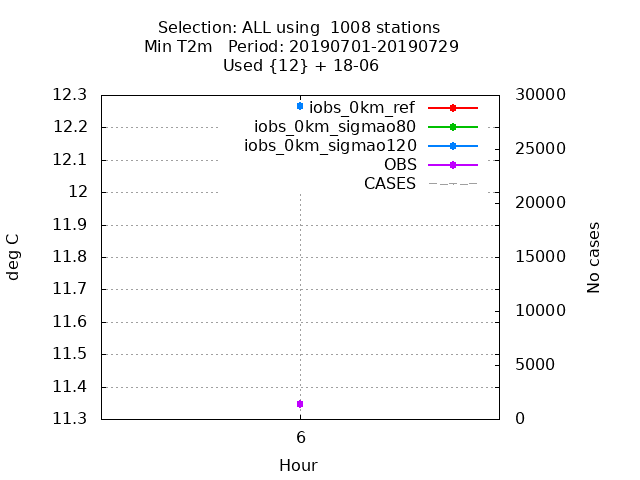 Selection: ALL using  1008 stations
Min T2m   Period: 20190701-20190729
Used {12} + 18-06
12.3
12.2
12.1
12
11.9
11.8
11.7
11.6
11.5
11.4
11.3
deg C
iobs_0km_ref
iobs_0km_sigmao80
iobs_0km_sigmao120
OBS
CASES
30000
25000
20000
15000
10000
5000
0
No cases
6
Hour